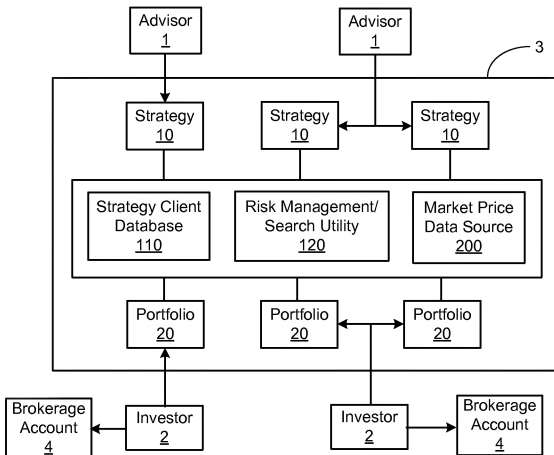 Advisor
1
Advisor
1
3
Strategy
10
Strategy
10
Strategy
10
Strategy Client
Database
110
Risk Management/
Search Utility
120
Market Price
Data Source
200
Portfolio
20
Portfolio
20
Portfolio
20
Brokerage
Account
4
Investor
2
Investor
2
Brokerage
Account
4